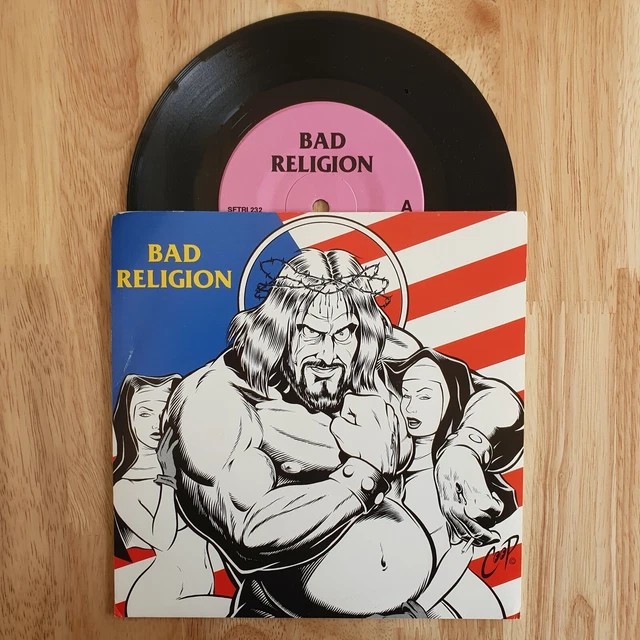 BAD
RELIGION
SFTRI 232
A
BAD
RELIGION
COOP